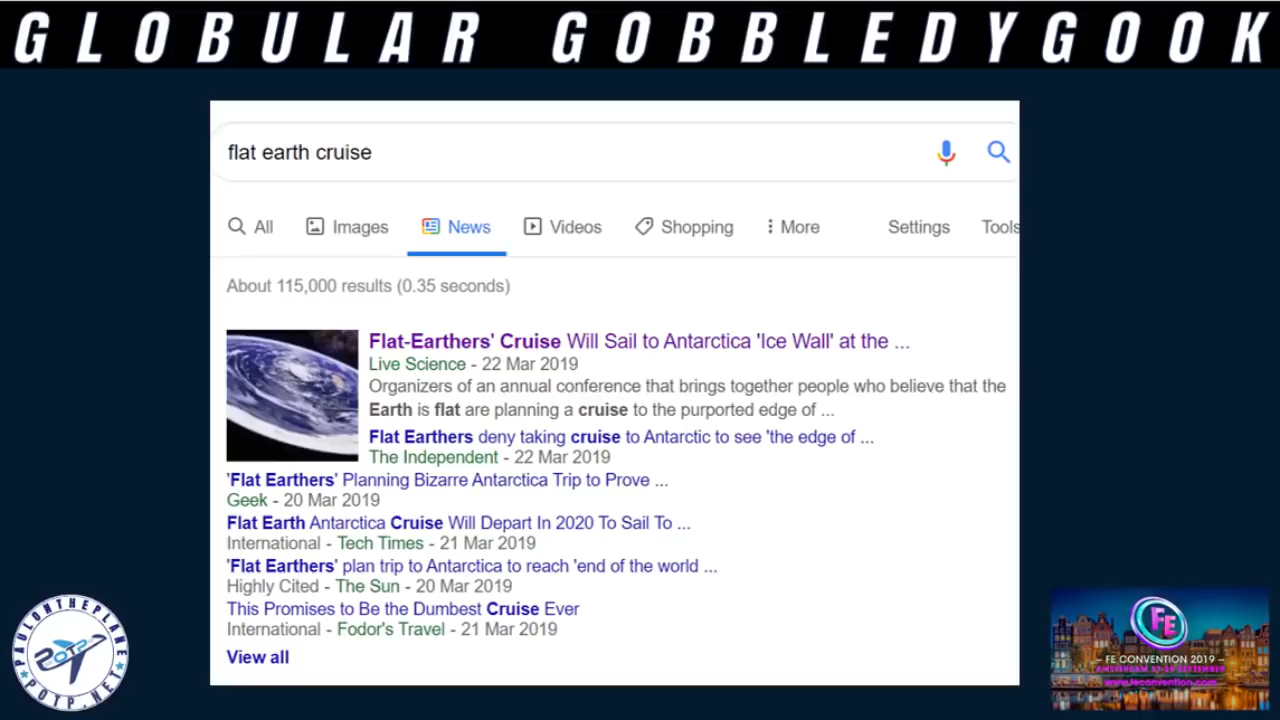 GLOBULAR GOBBLEDYGOOK
flat earth cruise
All Images News Videos Shopping More Settings Tools
About 115,000 results (0.35 seconds)
Flat-Earthers' Cruise Will Sail to Antarctica 'Ice Wall' at the ...
Live Science - 22 Mar 2019
Organizers of an annual conference that brings together people who believe that the
Earth is flat are planning a cruise to the purported edge of ...
Flat Earthers deny taking cruise to Antarctic to see 'the edge of ...
The Independent - 22 Mar 2019
'Flat Earthers' Planning Bizarre Antarctica Trip to Prove ...
Geek - 20 Mar 2019
Flat Earth Antarctica Cruise Will Depart In 2020 To Sail To ...
International - Tech Times - 21 Mar 2019
'Flat Earthers' plan trip to Antarctica to reach 'end of the world ...
Highly Cited - The Sun - 20 Mar 2019
This Promises to Be the Dumbest Cruise Ever
International - Fodor's Travel - 21 Mar 2019
View all
PAULONTHEPLANE
POTP
POTP.NET
FE
– FE CONVENTION 2019 –
www.feconvention.com